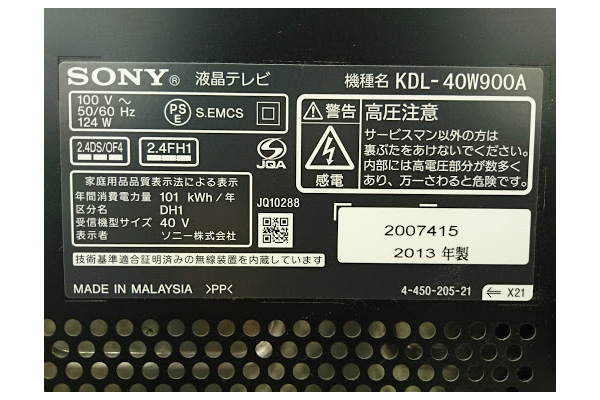 SONY® 液晶テレビ 機種名 KDL-40W900A
100 V ~
50/60 Hz
124 W
PS
E
S.EMCS
2.4DS/OF4 2.4FH1
JQA
警告 高圧注意
サービスマン以外の方は
裏ぶたをあけないでください。
内部には高電圧部分が数多く
あり、万一さわると危険です。
感電
家庭用品品質表示法による表示
年間消費電力量 101 kWh/年
区分名 DH1
受信機型サイズ 40 V
表示者 ソニー株式会社
JQ10288
2007415
2013 年製
技術基準適合証明済みの無線装置を内蔵しています
MADE IN MALAYSIA >PP<
4-450-205-21 ⇐ X21